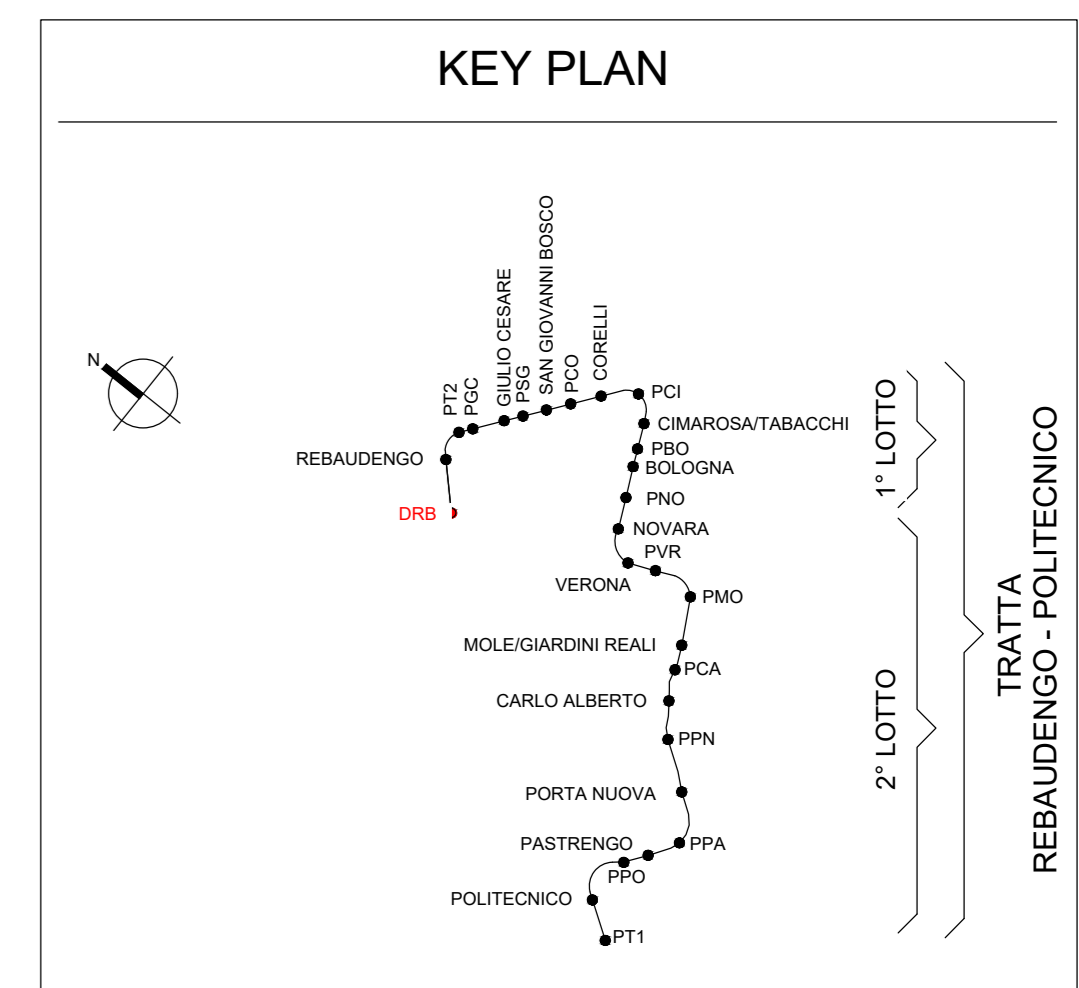 KEY PLAN
N
REBAUDENGO
DRB
PT2
PGC
GIULIO CESARE
PSG
SAN GIOVANNI BOSCO
PCO
CORELLI
PCI
CIMAROSA/TABACCHI
PBO
BOLOGNA
PNO
NOVARA
PVR
VERONA
PMO
MOLE/GIARDINI REALI
PCA
CARLO ALBERTO
PPN
PORTA NUOVA
PPA
PASTRENGO
PPO
POLITECNICO
PT1
1° LOTTO
2° LOTTO
TRATTA
REBAUDENGO - POLITECNICO